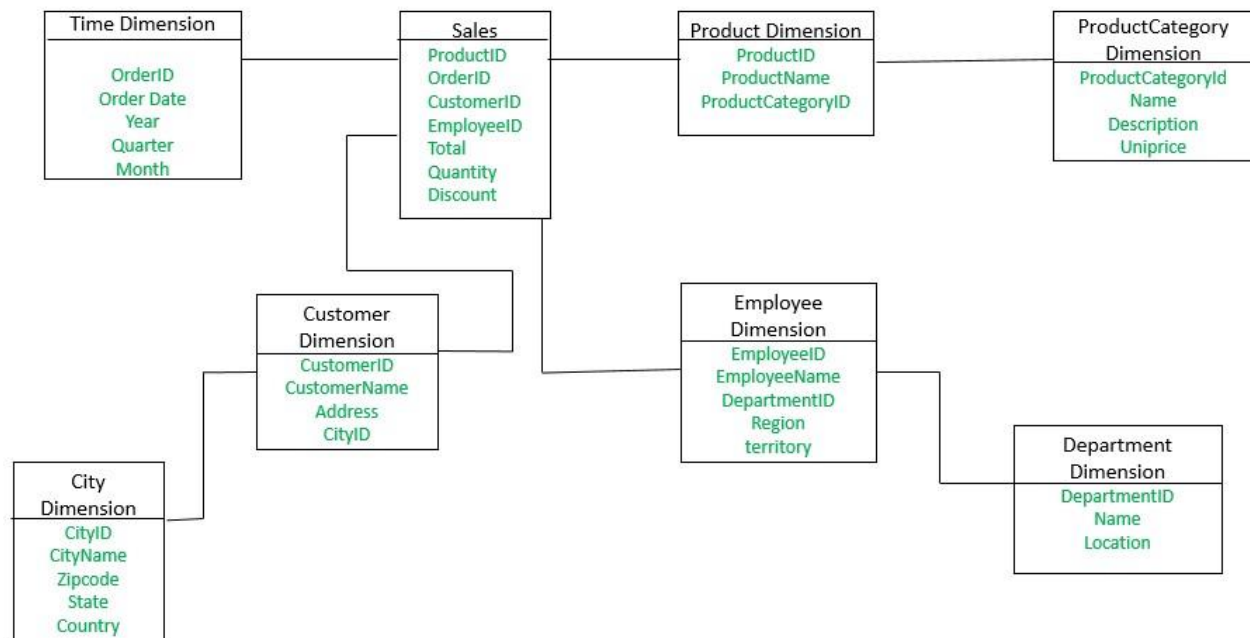 Time Dimension
OrderID
Order Date
Year
Quarter
Month
Sales
ProductID
OrderID
CustomerID
EmployeeID
Total
Quantity
Discount
Product Dimension
ProductID
ProductName
ProductCategoryID
ProductCategory
Dimension
ProductCategoryId
Name
Description
Uniprice
Customer
Dimension
CustomerID
CustomerName
Address
CityID
Employee
Dimension
EmployeeID
EmployeeName
DepartmentID
Region
territory
City
Dimension
CityID
CityName
Zipcode
State
Country
Department
Dimension
DepartmentID
Name
Location